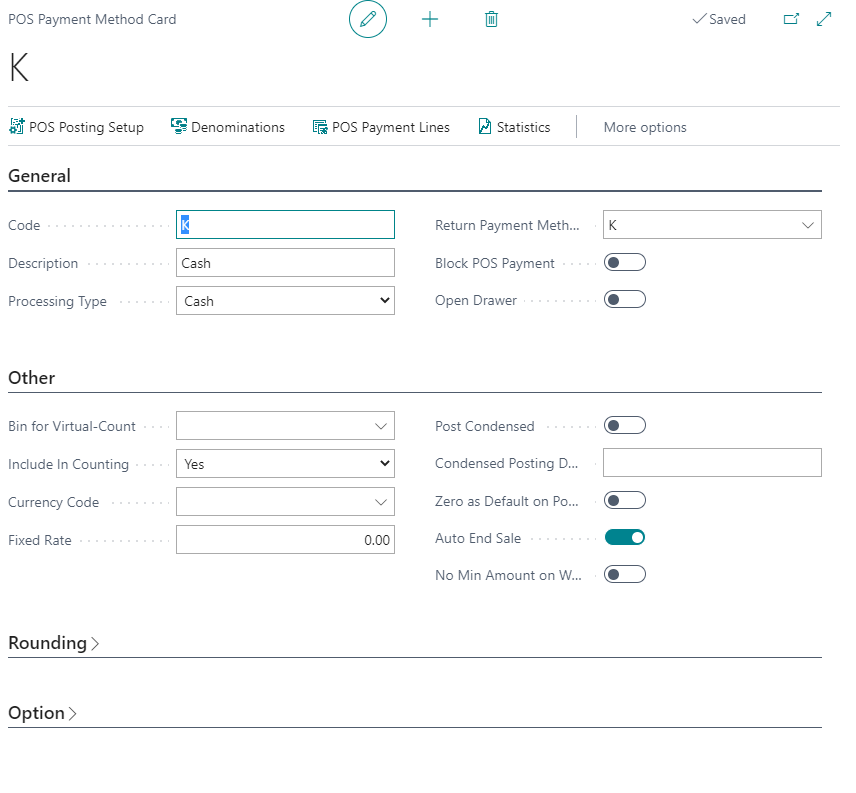 POS Payment Method Card
Saved
K
POS Posting Setup Denominations POS Payment Lines Statistics More options
General
Code K
Description Cash
Processing Type Cash
Return Payment Meth... K
Block POS Payment
Open Drawer
Other
Bin for Virtual-Count
Include In Counting Yes
Currency Code
Fixed Rate 0.00
Post Condensed
Condensed Posting D...
Zero as Default on Po...
Auto End Sale
No Min Amount on W...
Rounding
Option